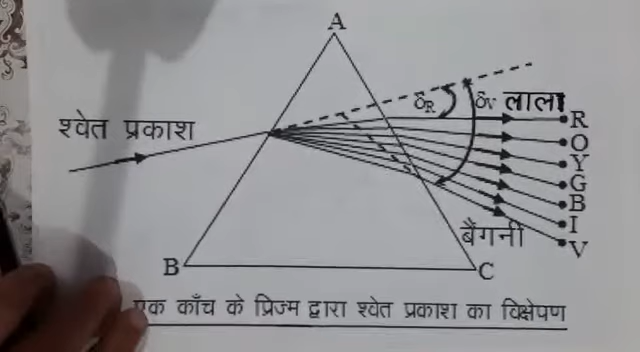 A
δR
δV लाल
श्वेत प्रकाश
R
O
Y
G
B
I
V
बैंगनी
B
C
एक काँच के प्रिज्म द्वारा श्वेत प्रकाश का विक्षेपण